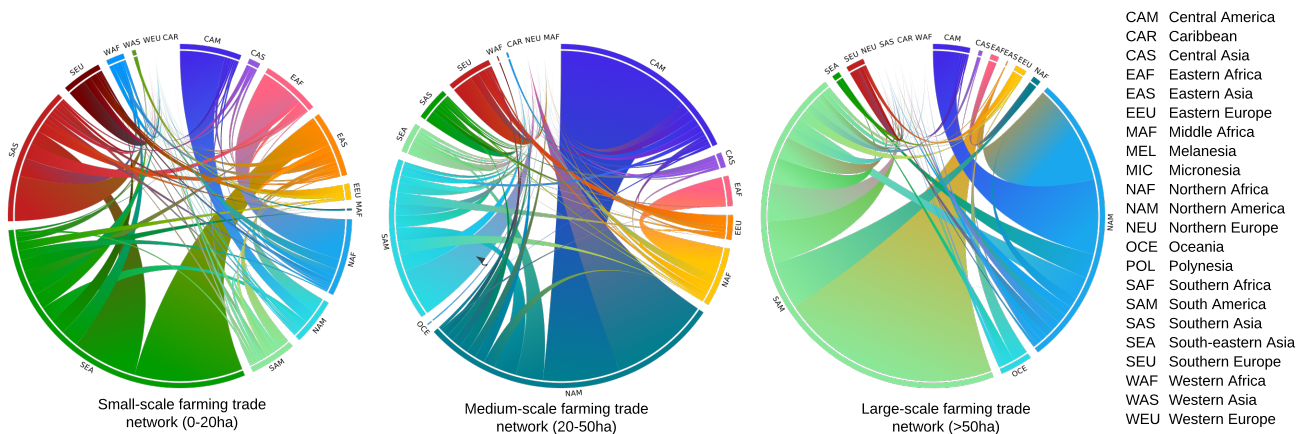 WAF WAS WEU CAR CAM CAS EAF EAS EEU MAF NAF NAM SAM SEA SAS SEU
Small-scale farming trade
network (0-20ha)
WAF CAR NEU MAF CAM CAS EAF EEU NAF NAM OCE SAM SEA SAS SEU
Medium-scale farming trade
network (20-50ha)
SEA SEU NEU SAS CAR WAF CAM CAS EAF EAS EEU NAF NAM OCE SAM
Large-scale farming trade
network (>50ha)
CAM Central America
CAR Caribbean
CAS Central Asia
EAF Eastern Africa
EAS Eastern Asia
EEU Eastern Europe
MAF Middle Africa
MEL Melanesia
MIC Micronesia
NAF Northern Africa
NAM Northern America
NEU Northern Europe
OCE Oceania
POL Polynesia
SAF Southern Africa
SAM South America
SAS Southern Asia
SEA South-eastern Asia
SEU Southern Europe
WAF Western Africa
WAS Western Asia
WEU Western Europe